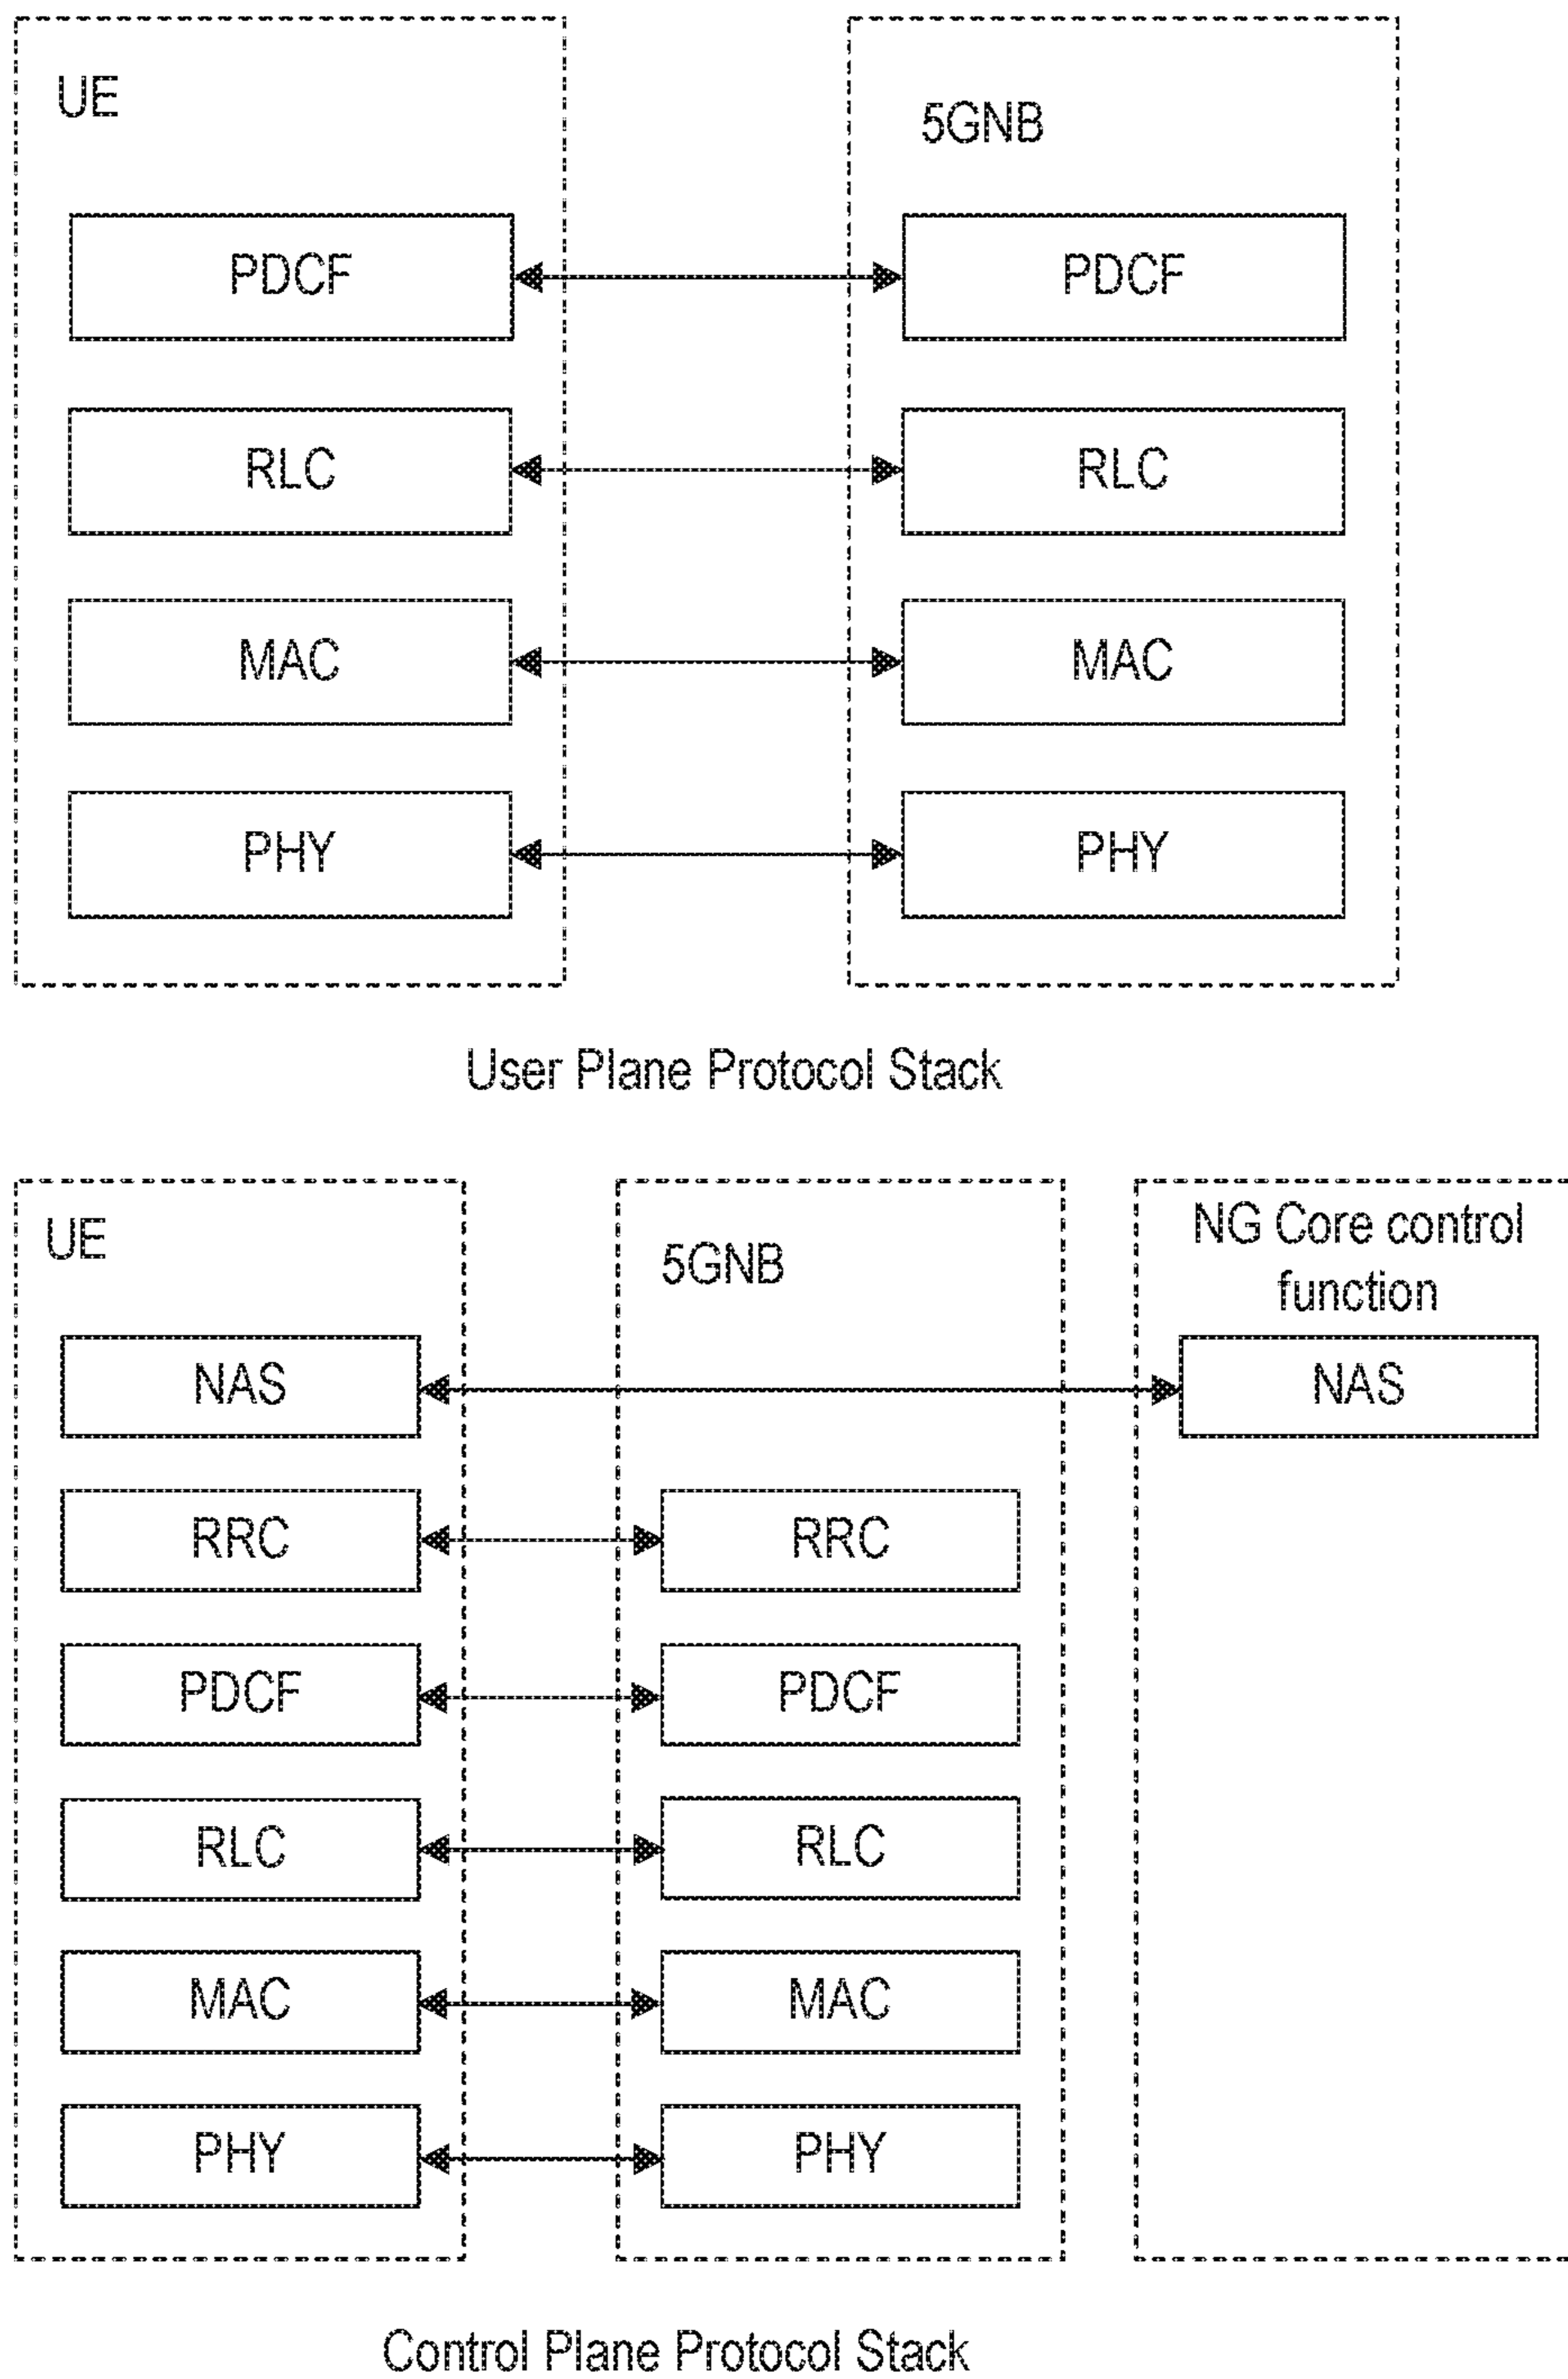 UE
5GNB
PDCF
PDCF
RLC
RLC
MAC
MAC
PHY
PHY
User Plane Protocol Stack
UE
5GNB
NG Core control
function
NAS
NAS
RRC
RRC
PDCF
PDCF
RLC
RLC
MAC
MAC
PHY
PHY
Control Plane Protocol Stack